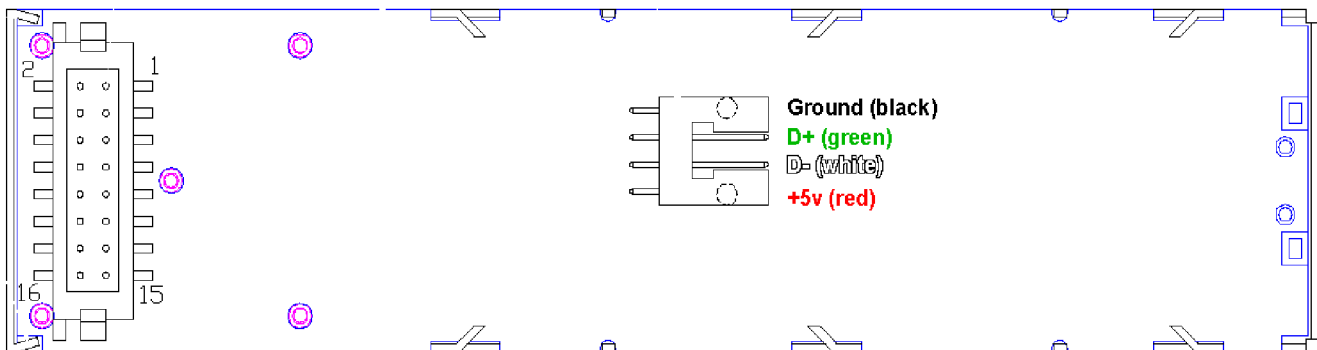 2 1
Ground (black)
D+ (green)
D- (white)
+5v (red)
16 15